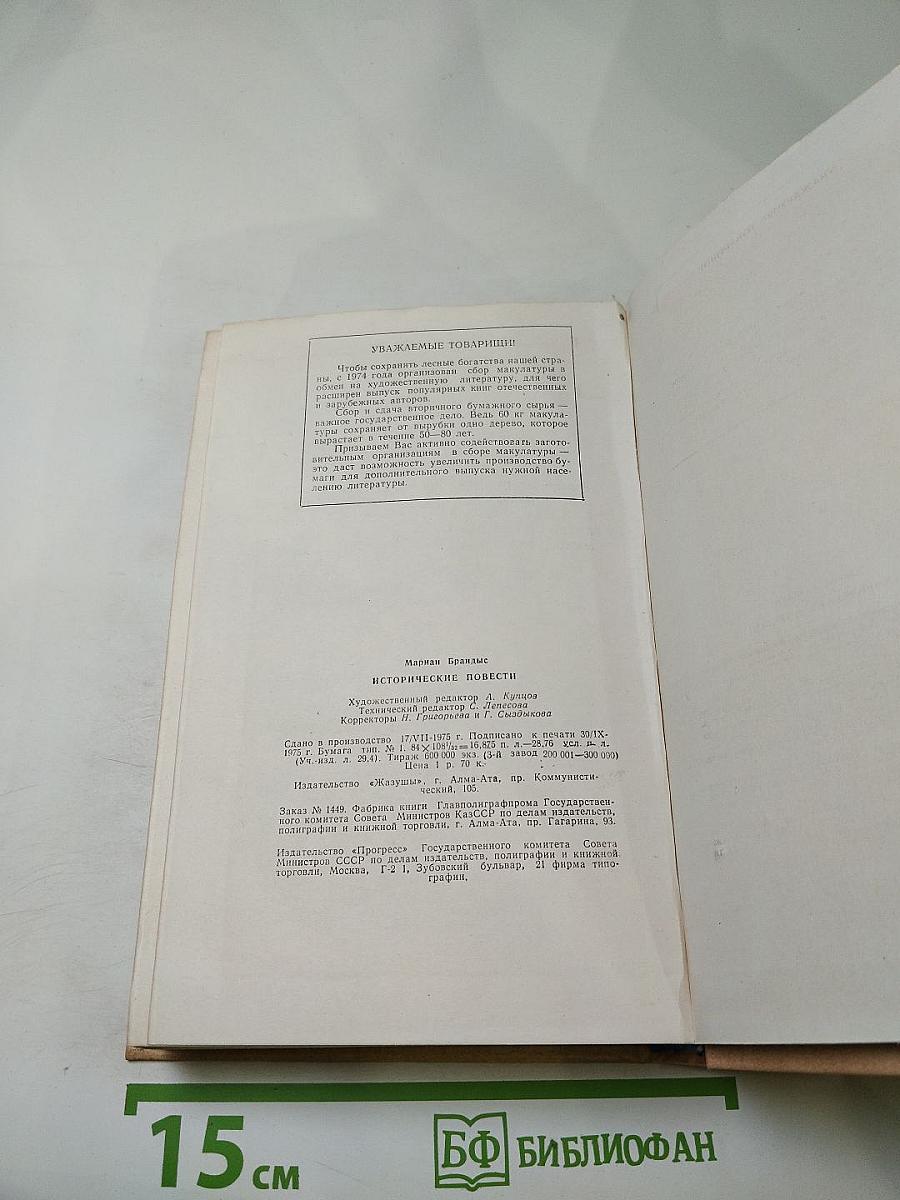 УВАЖАЕМЫЕ ТОВАРИЩИ!
Чтобы сохранить лесные богатства нашей стра-
ны, с 1974 года организован сбор макулатуры в
обмен на художественную литературу, для чего
расширен выпуск популярных книг отечественных
и зарубежных авторов.
Сбор и сдача вторичного бумажного сырья —
важное государственное дело. Ведь 60 кг макула-
туры сохраняет от вырубки одно дерево, которое
вырастает в течение 50—80 лет.
Призываем Вас активно содействовать загото-
вительным организациям в сборе макулатуры —
это даст возможность увеличить производство бу-
маги для дополнительного выпуска нужной насе-
лению литературы.
Мариан Брандыс
ИСТОРИЧЕСКИЕ ПОВЕСТИ
Художественный редактор А. Купцов
Технический редактор С. Лепесова
Корректоры Н. Григорьева и Г. Сыздыкова
Сдано в производство 17/VII-1975 г. Подписано к печати 30/IX-
1975 г. Бумага тип. № 1. 84×108¹/₃₂=16,875 п. л.—28,76 усл. п. л.
(Уч.-изд. л. 29,4). Тираж 600 000 экз. (3-й завод 200 001—300 000)
Цена 1 р. 70 к.
Издательство «Жазушы», г. Алма-Ата, пр. Коммунисти-
ческий, 105.
Заказ № 1449. Фабрика книги Главполиграфпрома Государствен-
ного комитета Совета Министров КазССР по делам издательств,
полиграфии и книжной торговли, г. Алма-Ата, пр. Гагарина, 93.
Издательство «Прогресс» Государственного комитета Совета
Министров СССР по делам издательств, полиграфии и книжной
торговли, Москва, Г-2 1, Зубовский бульвар, 21 фирма типо-
графии,
15 см
БФ БИБЛИОФАН